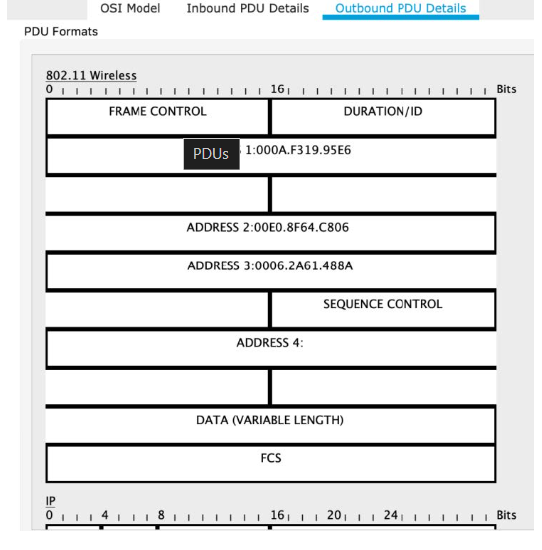 OSI Model Inbound PDU Details Outbound PDU Details
PDU Formats
802.11 Wireless
0 16 Bits
FRAME CONTROL DURATION/ID
PDUs 1:000A.F319.95E6
ADDRESS 2:00E0.8F64.C806
ADDRESS 3:0006.2A61.488A
SEQUENCE CONTROL
ADDRESS 4:
DATA (VARIABLE LENGTH)
FCS
IP
0 4 8 16 20 24 Bits